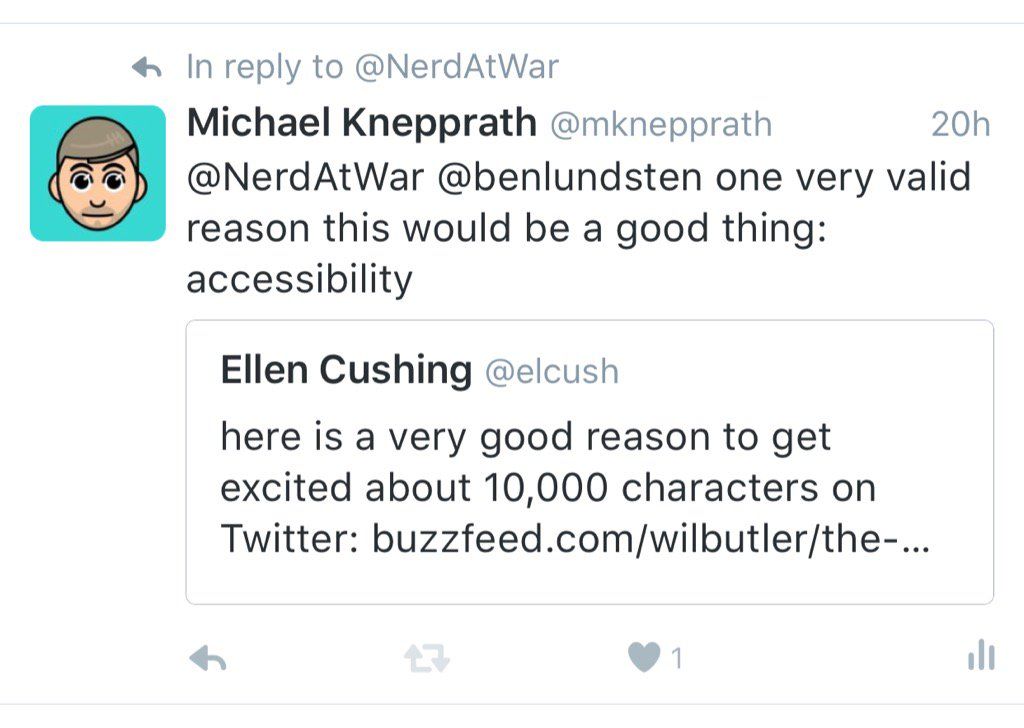 In reply to @NerdAtWar
Michael Knepprath @mknepprath 20h
@NerdAtWar @benlundsten one very valid
reason this would be a good thing:
accessibility
Ellen Cushing @elcush
here is a very good reason to get
excited about 10,000 characters on
Twitter: buzzfeed.com/wilbutler/the-...
1